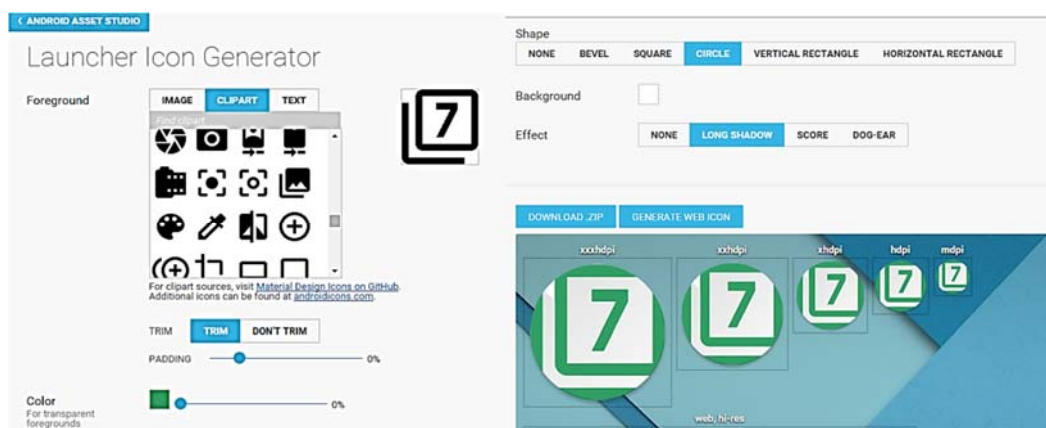 < ANDROID ASSET STUDIO
Launcher Icon Generator
Foreground
IMAGE CLIPART TEXT
Find clipart
7
For clipart sources, visit Material Design Icons on GitHub.
Additional icons can be found at androidicons.com.
TRIM TRIM DON'T TRIM
PADDING 0%
Color 0%
For transparent
foregrounds
Shape
NONE BEVEL SQUARE CIRCLE VERTICAL RECTANGLE HORIZONTAL RECTANGLE
Background
Effect NONE LONG SHADOW SCORE DOG-EAR
DOWNLOAD .ZIP GENERATE WEB ICON
xxxhdpi xxhdpi xhdpi hdpi mdpi
7 7 7 7 7
web, hi-res